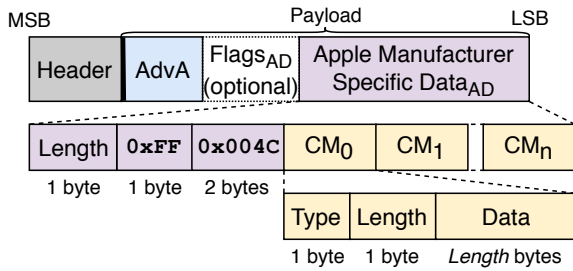 MSB Payload LSB
Header AdvA Flags_AD (optional) Apple Manufacturer Specific Data_AD
Length 0xFF 0x004C CM_0 CM_1 CM_n
1 byte 1 byte 2 bytes
Type Length Data
1 byte 1 byte Length bytes